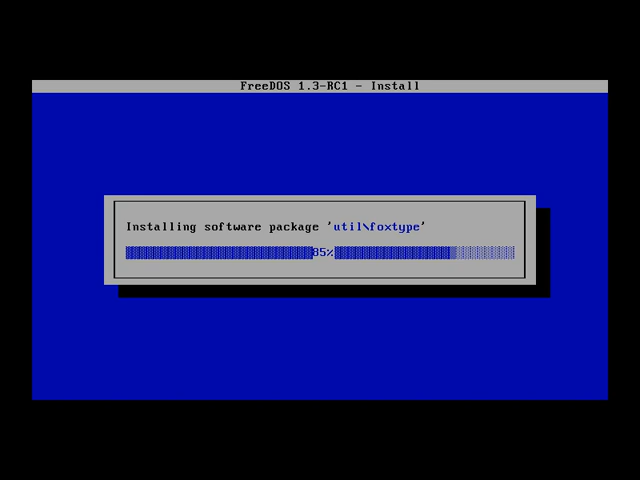 FreeDOS 1.3-RC1 - Install
Installing software package 'util\foxtype'
85%